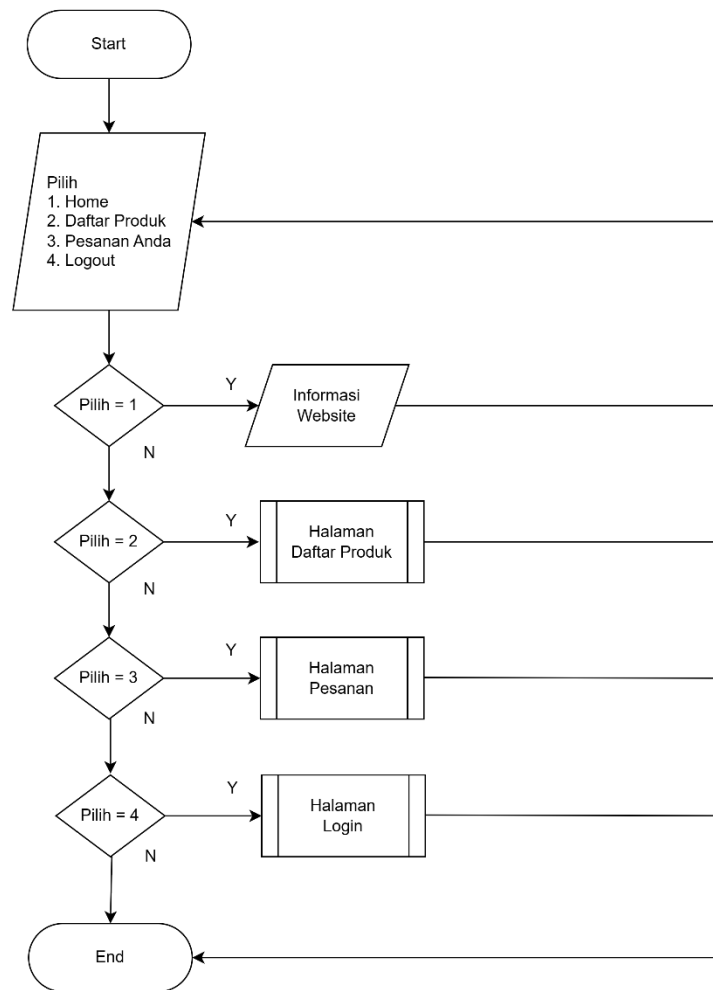 Start
Pilih
1. Home
2. Daftar Produk
3. Pesanan Anda
4. Logout
Pilih = 1
Y
Informasi
Website
N
Pilih = 2
Y
Halaman
Daftar Produk
N
Pilih = 3
Y
Halaman
Pesanan
N
Pilih = 4
Y
Halaman
Login
N
End